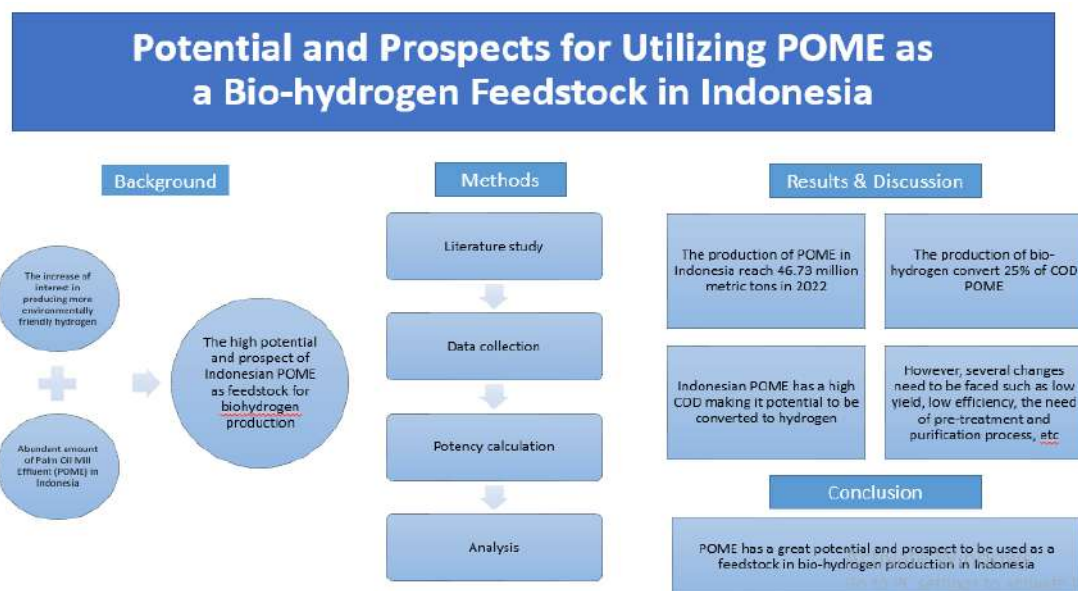 Potential and Prospects for Utilizing POME as
a Bio-hydrogen Feedstock in Indonesia
Background
The increase of
interest in
producing more
environmentally
friendly hydrogen
Abundant amount
of Palm Oil Mill
Effluent (POME) in
Indonesia
The high potential
and prospect of
Indonesian POME
as feedstock for
biohydrogen
production
Methods
Literature study
Data collection
Potency calculation
Analysis
Results & Discussion
The production of POME in
Indonesia reach 46.73 million
metric tons in 2022
The production of bio-
hydrogen convert 25% of COD
POME
Indonesian POME has a high
COD making it potential to be
converted to hydrogen
However, several changes
need to be faced such as low
yield, low efficiency, the need
of pre-treatment and
purification process, etc
Conclusion
POME has a great potential and prospect to be used as a
feedstock in bio-hydrogen production in Indonesia